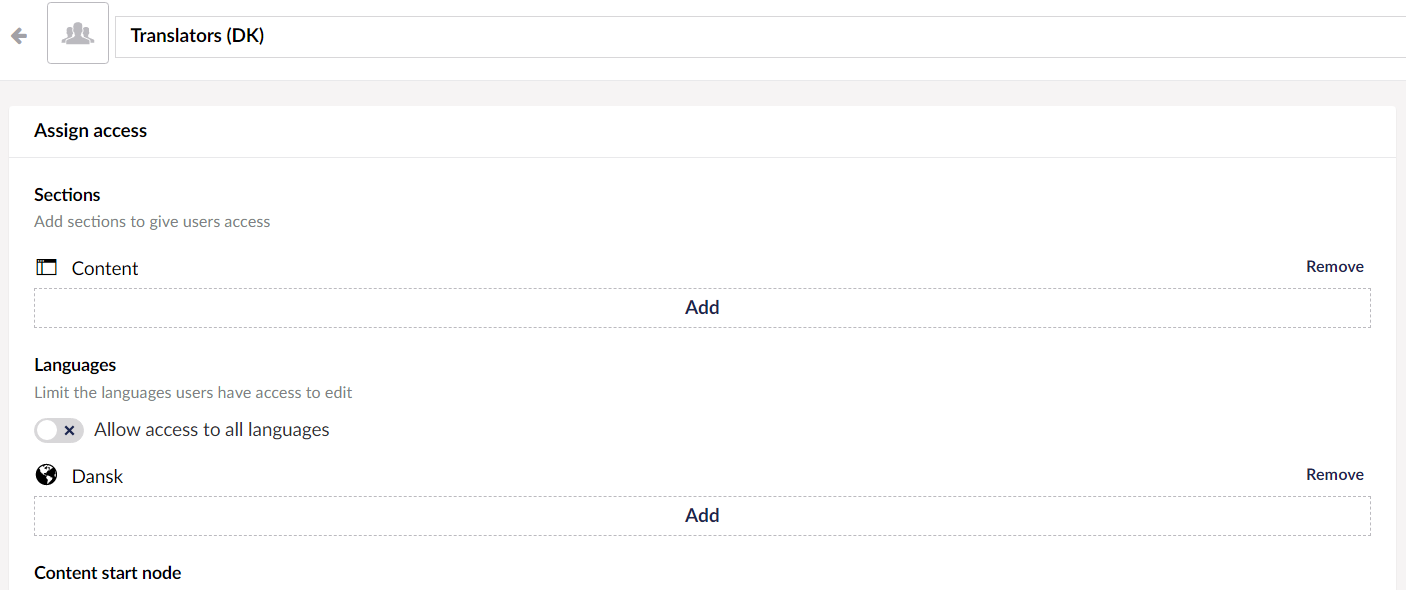 Translators (DK)
Assign access
Sections
Add sections to give users access
Content
Remove
Add
Languages
Limit the languages users have access to edit
Allow access to all languages
Dansk
Remove
Add
Content start node